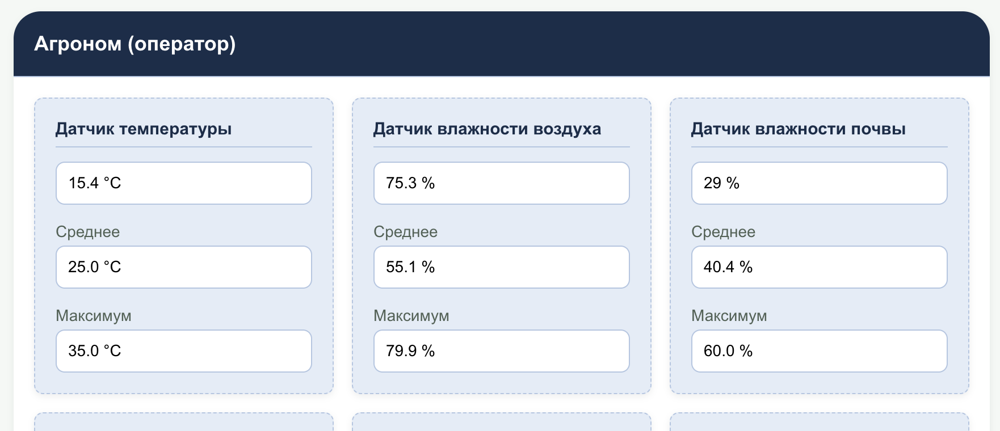 Агроном (оператор)
Датчик температуры
15.4 °C
Среднее
25.0 °C
Максимум
35.0 °C
Датчик влажности воздуха
75.3 %
Среднее
55.1 %
Максимум
79.9 %
Датчик влажности почвы
29 %
Среднее
40.4 %
Максимум
60.0 %